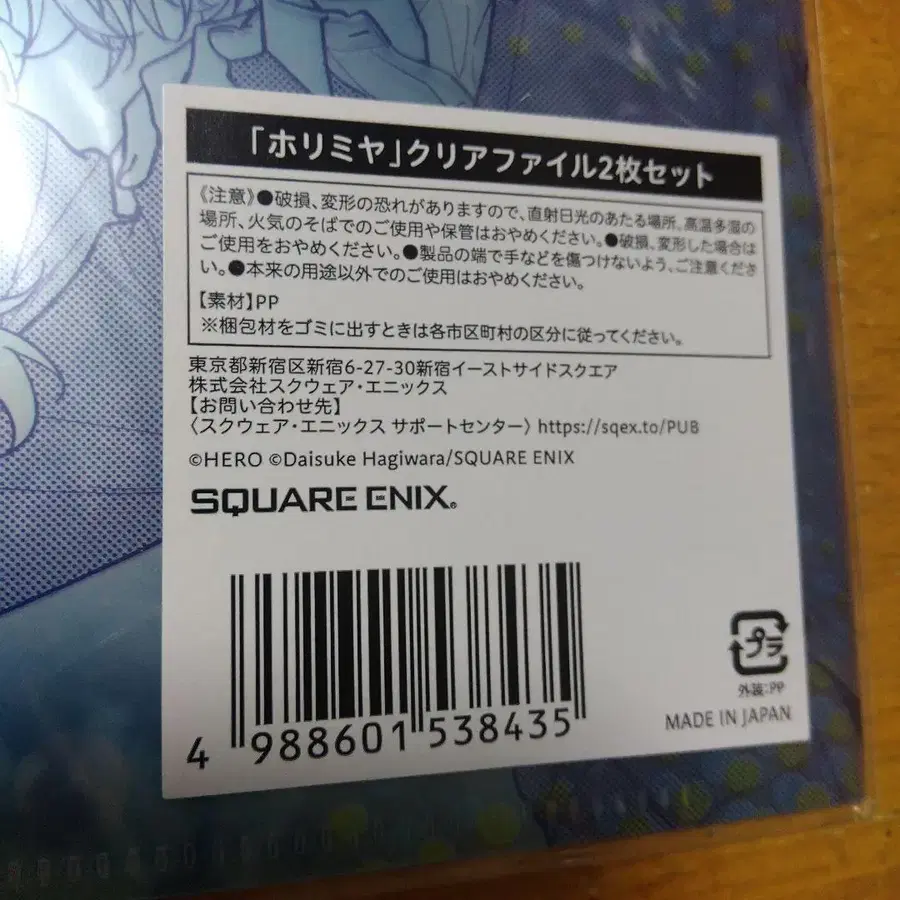 「ホリミヤ」クリアファイル2枚セット
《注意》●破損、変形の恐れがありますので、直射日光のあたる場所、高温多湿の
場所、火気のそばでのご使用や保管はおやめください。●破損、変形した場合は
ご使用をおやめください。●製品の端で手などを傷つけないよう、ご注意くださ
い。●本来の用途以外でのご使用はおやめください。
【素材】PP
※梱包材をゴミに出すときは各市区町村の区分に従ってください。
東京都新宿区新宿6-27-30新宿イーストサイドスクエア
株式会社スクウェア・エニックス
【お問い合わせ先】
〈スクウェア・エニックス サポートセンター〉 https://sqex.to/PUB
©HERO ©Daisuke Hagiwara/SQUARE ENIX
SQUARE ENIX®
プラ
外装:PP
MADE IN JAPAN
4 988601 538435